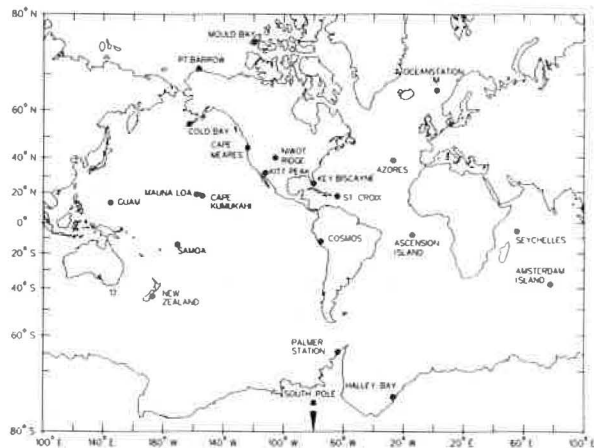 80° N
MOULD BAY
PT. BARROW
OCEANSTATION
M
60° N
COLD BAY
CAPE
MEARES
NIWOT
RIDGE
40° N
KITT PEAK
KEY BISCAYNE
AZORES
20° N
MAUNA LOA
CAPE
KUMUKAHI
ST CROIX
GUAM
0°
COSMOS
ASCENSION
ISLAND
SEYCHELLES
SAMOA
20° S
AMSTERDAM
ISLAND
NEW
ZEALAND
40° S
60° S
PALMER
STATION
HALLEY BAY
SOUTH POLE
80° S
100° E
140° E
180° W
140° W
100° W
60° W
20° W
20° E
60° E
100° E